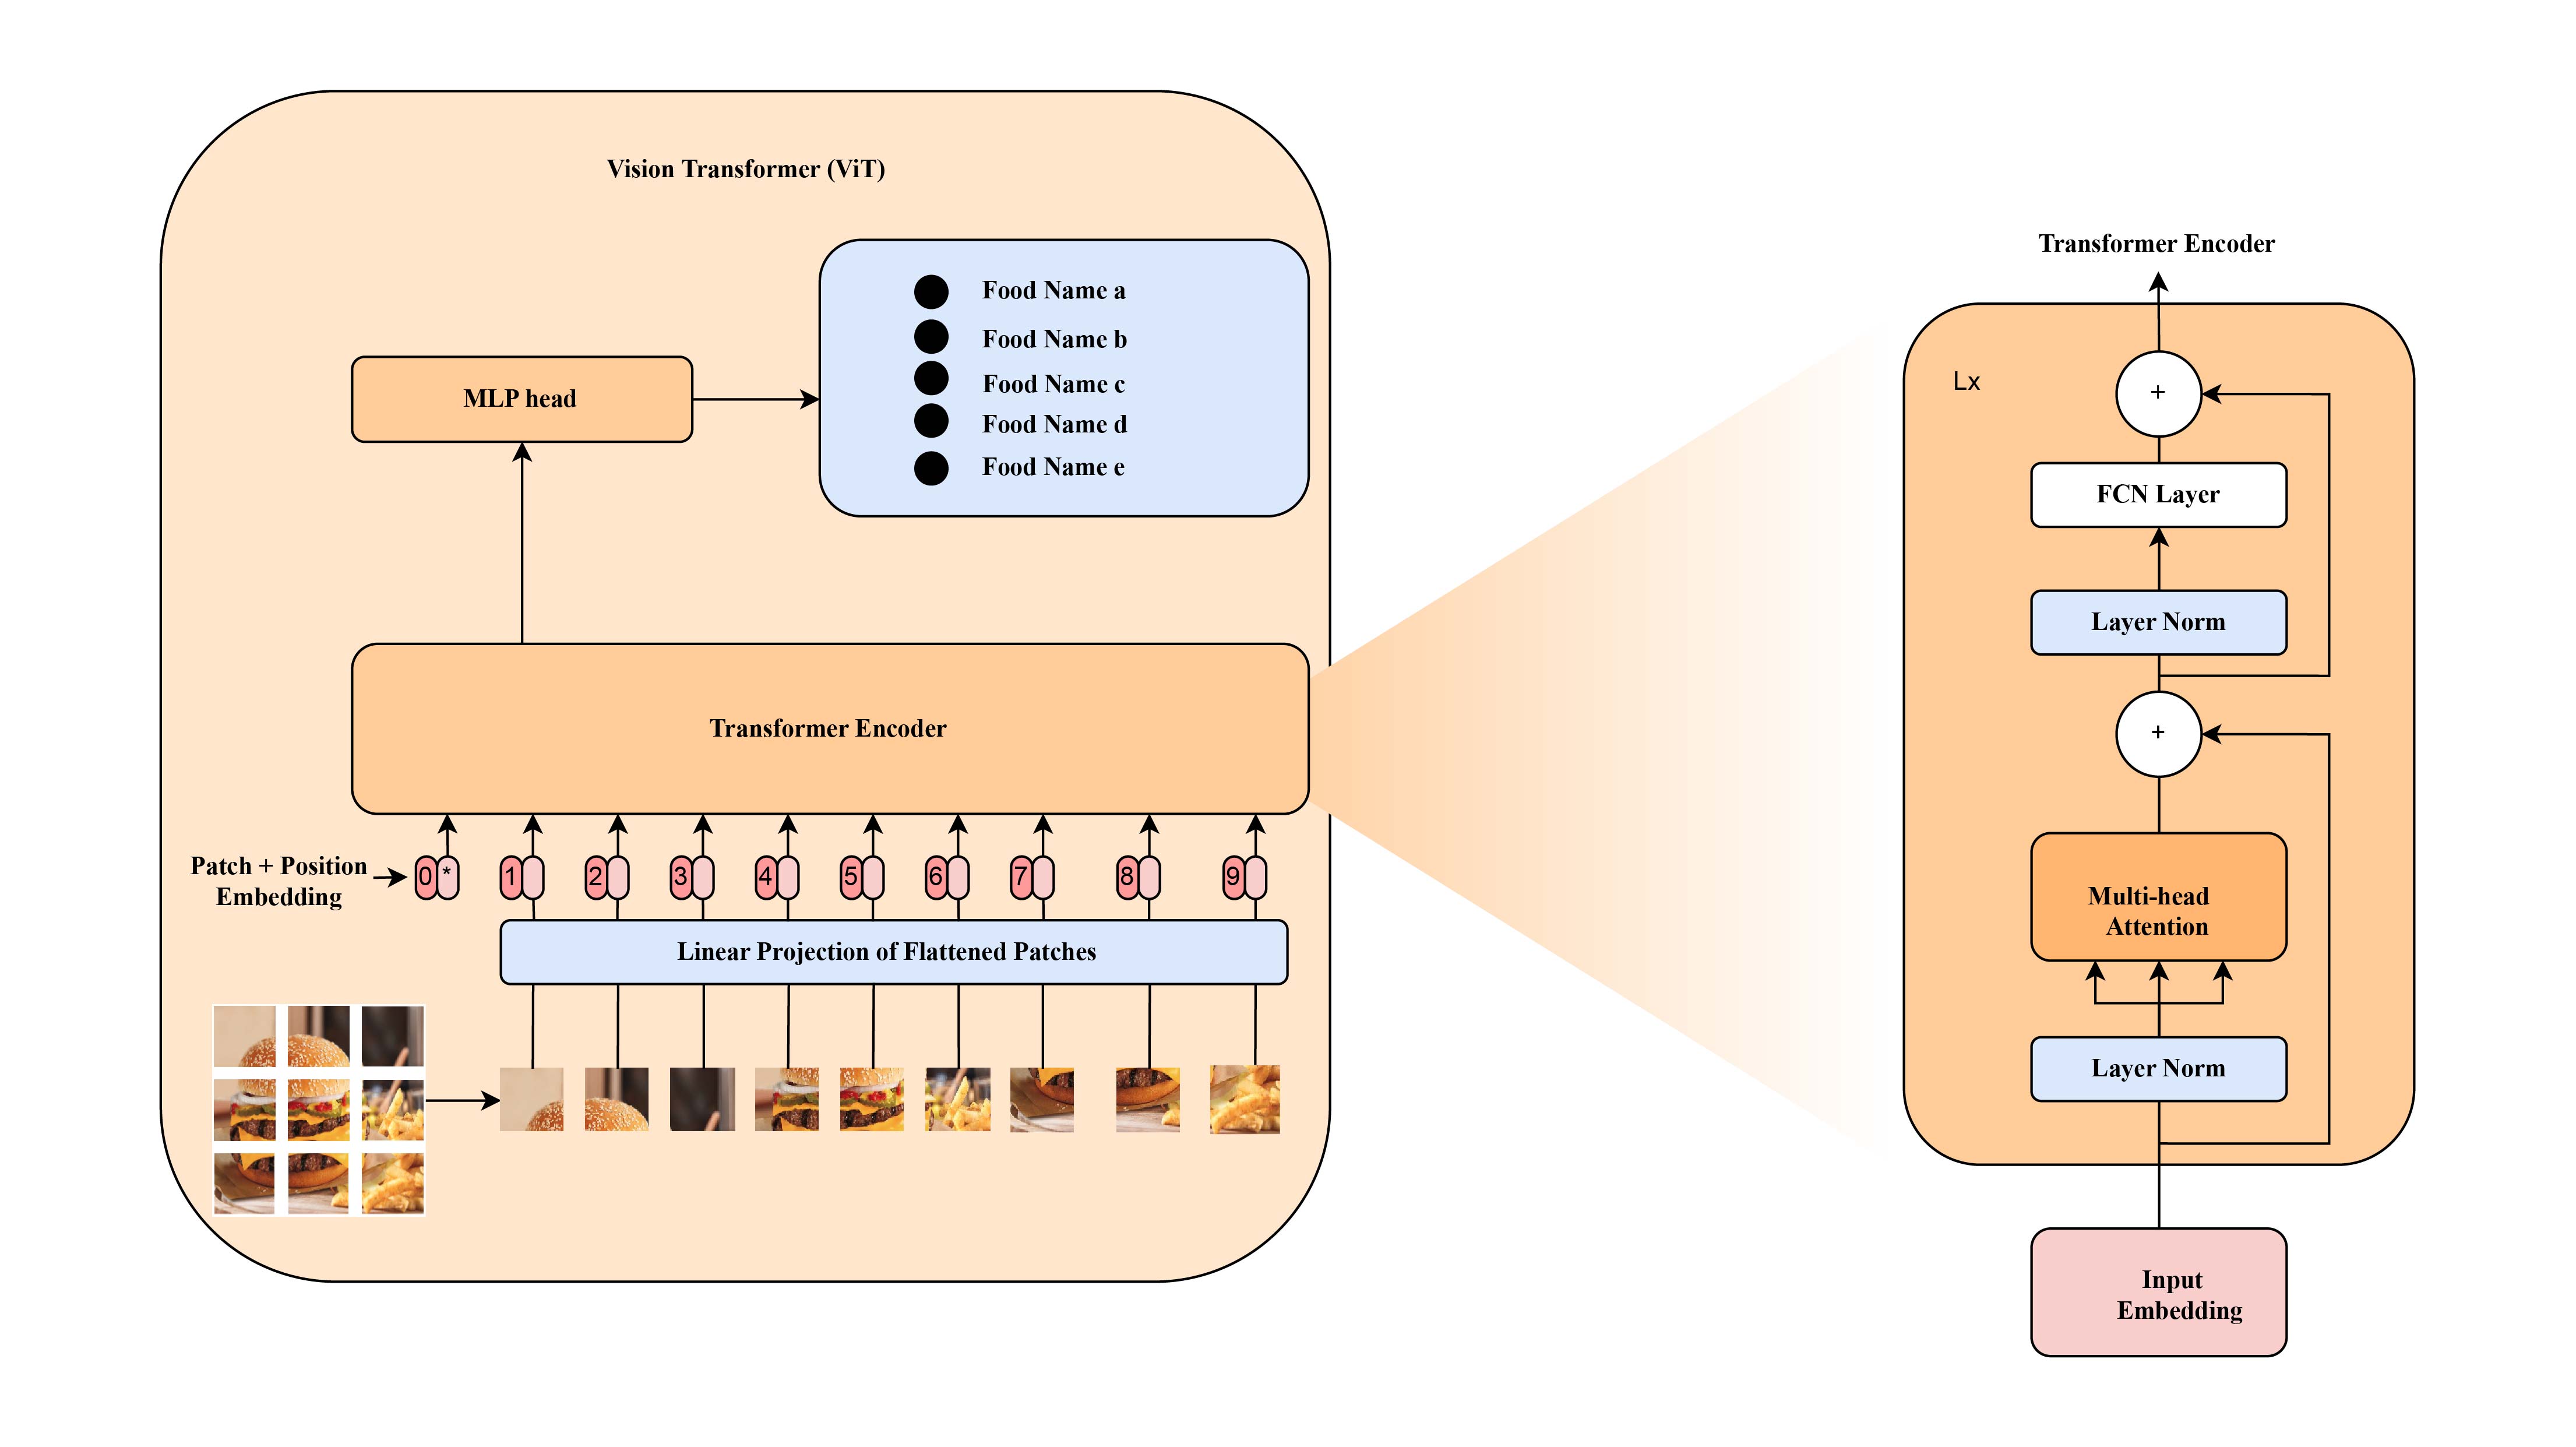 Vision Transformer (ViT)
Food Name a
Food Name b
Food Name c
Food Name d
Food Name e
MLP head
Transformer Encoder
Patch + Position
Embedding
0 * 1 2 3 4 5 6 7 8 9
Linear Projection of Flattened Patches
Transformer Encoder
Lx
+
FCN Layer
Layer Norm
+
Multi-head
Attention
Layer Norm
Input
Embedding